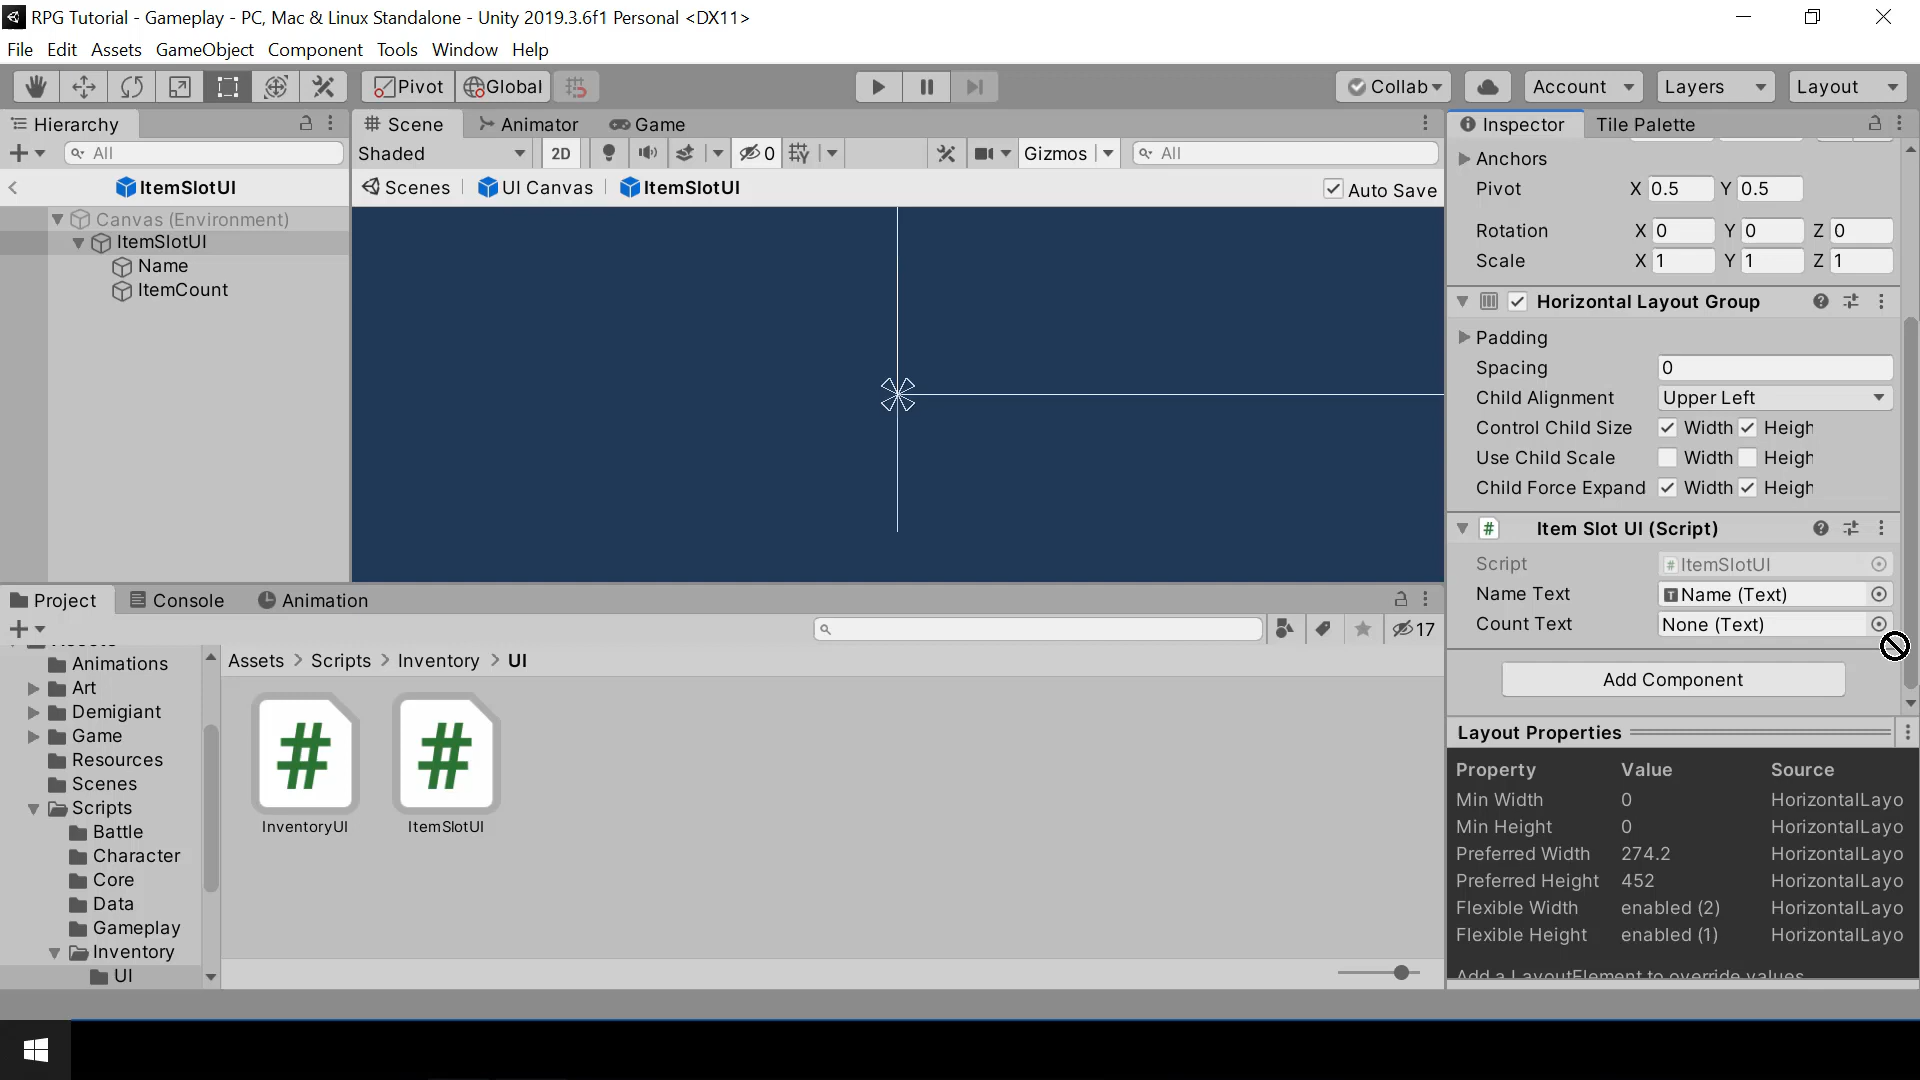 RPG Tutorial - Gameplay - PC, Mac & Linux Standalone - Unity 2019.3.6f1 Personal <DX11>
File Edit Assets GameObject Component Tools Window Help
Pivot Global Collab Account Layers Layout
Hierarchy
All
ItemSlotUI
Canvas (Environment)
ItemSlotUI
Name
ItemCount
Scene Animator Game
Shaded 2D 0 Gizmos All
Scenes UI Canvas ItemSlotUI Auto Save
Inspector Tile Palette
Anchors
Pivot X 0.5 Y 0.5
Rotation X 0 Y 0 Z 0
Scale X 1 Y 1 Z 1
Horizontal Layout Group
Padding
Spacing 0
Child Alignment Upper Left
Control Child Size Width Heigh
Use Child Scale Width Heigh
Child Force Expand Width Heigh
# Item Slot UI (Script)
Script # ItemSlotUI
Name Text Name (Text)
Count Text None (Text)
Add Component
Layout Properties
Property Value Source
Min Width 0 HorizontalLayo
Min Height 0 HorizontalLayo
Preferred Width 274.2 HorizontalLayo
Preferred Height 452 HorizontalLayo
Flexible Width enabled (2) HorizontalLayo
Flexible Height enabled (1) HorizontalLayo
Add a LayoutElement to override values
Project Console Animation
17
Assets
Animations
Art
Demigiant
Game
Resources
Scenes
Scripts
Battle
Character
Core
Data
Gameplay
Inventory
UI
Assets > Scripts > Inventory > UI
# #
InventoryUI ItemSlotUI